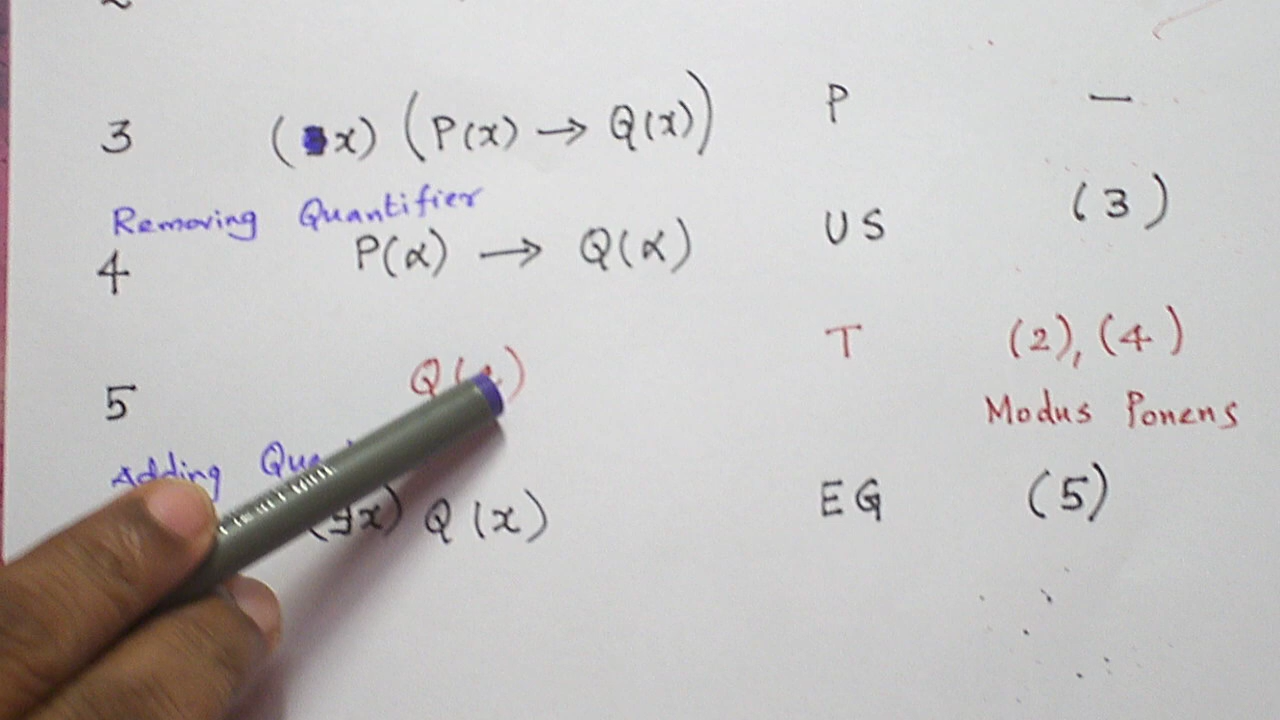 3 ( x) (P(x) → Q(x)) P —
Removing Quantifier
4 P(α) → Q(α) US (3)
5 Q( ) T (2), (4)
Modus Ponens
Adding
(∃x) Q(x) EG (5)